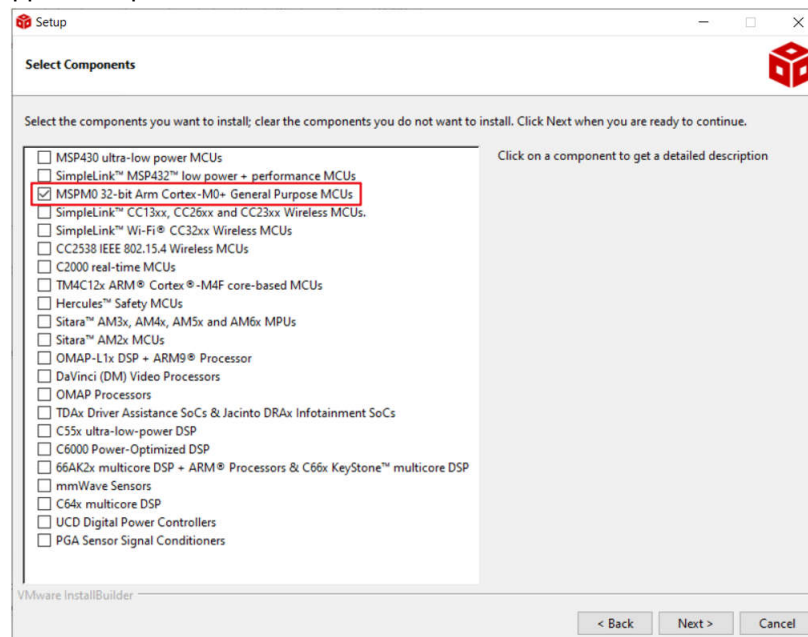 Setup
Select Components
Select the components you want to install; clear the components you do not want to install. Click Next when you are ready to continue.
MSP430 ultra-low power MCUs
SimpleLink™ MSP432™ low power + performance MCUs
MSPM0 32-bit Arm Cortex-M0+ General Purpose MCUs
SimpleLink™ CC13xx, CC26xx and CC23xx Wireless MCUs.
SimpleLink™ Wi-Fi® CC32xx Wireless MCUs
CC2538 IEEE 802.15.4 Wireless MCUs
C2000 real-time MCUs
TM4C12x ARM® Cortex®-M4F core-based MCUs
Hercules™ Safety MCUs
Sitara™ AM3x, AM4x, AM5x and AM6x MPUs
Sitara™ AM2x MCUs
OMAP-L1x DSP + ARM9® Processor
DaVinci (DM) Video Processors
OMAP Processors
TDAx Driver Assistance SoCs & Jacinto DRAx Infotainment SoCs
C55x ultra-low-power DSP
C6000 Power-Optimized DSP
66AK2x multicore DSP + ARM® Processors & C66x KeyStone™ multicore DSP
mmWave Sensors
C64x multicore DSP
UCD Digital Power Controllers
PGA Sensor Signal Conditioners
Click on a component to get a detailed description
VMware InstallBuilder
< Back Next > Cancel